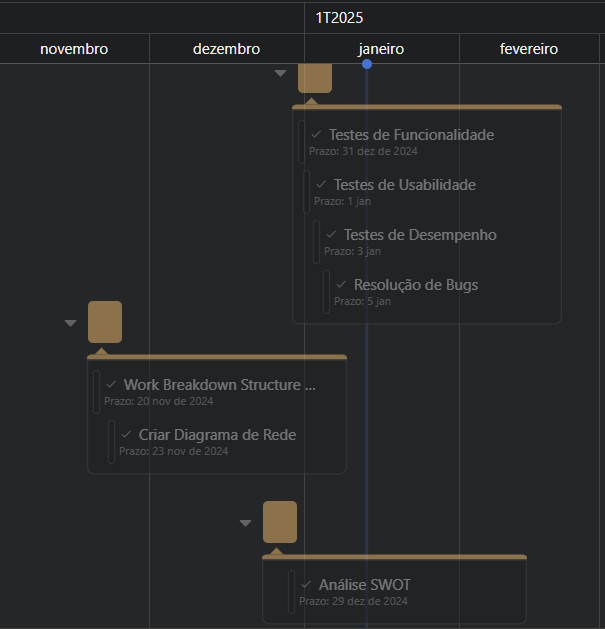 1T2025
novembro dezembro janeiro fevereiro
Testes de Funcionalidade
Prazo: 31 dez de 2024
Testes de Usabilidade
Prazo: 1 jan
Testes de Desempenho
Prazo: 3 jan
Resolução de Bugs
Prazo: 5 jan
Work Breakdown Structure ...
Prazo: 20 nov de 2024
Criar Diagrama de Rede
Prazo: 23 nov de 2024
Análise SWOT
Prazo: 29 dez de 2024